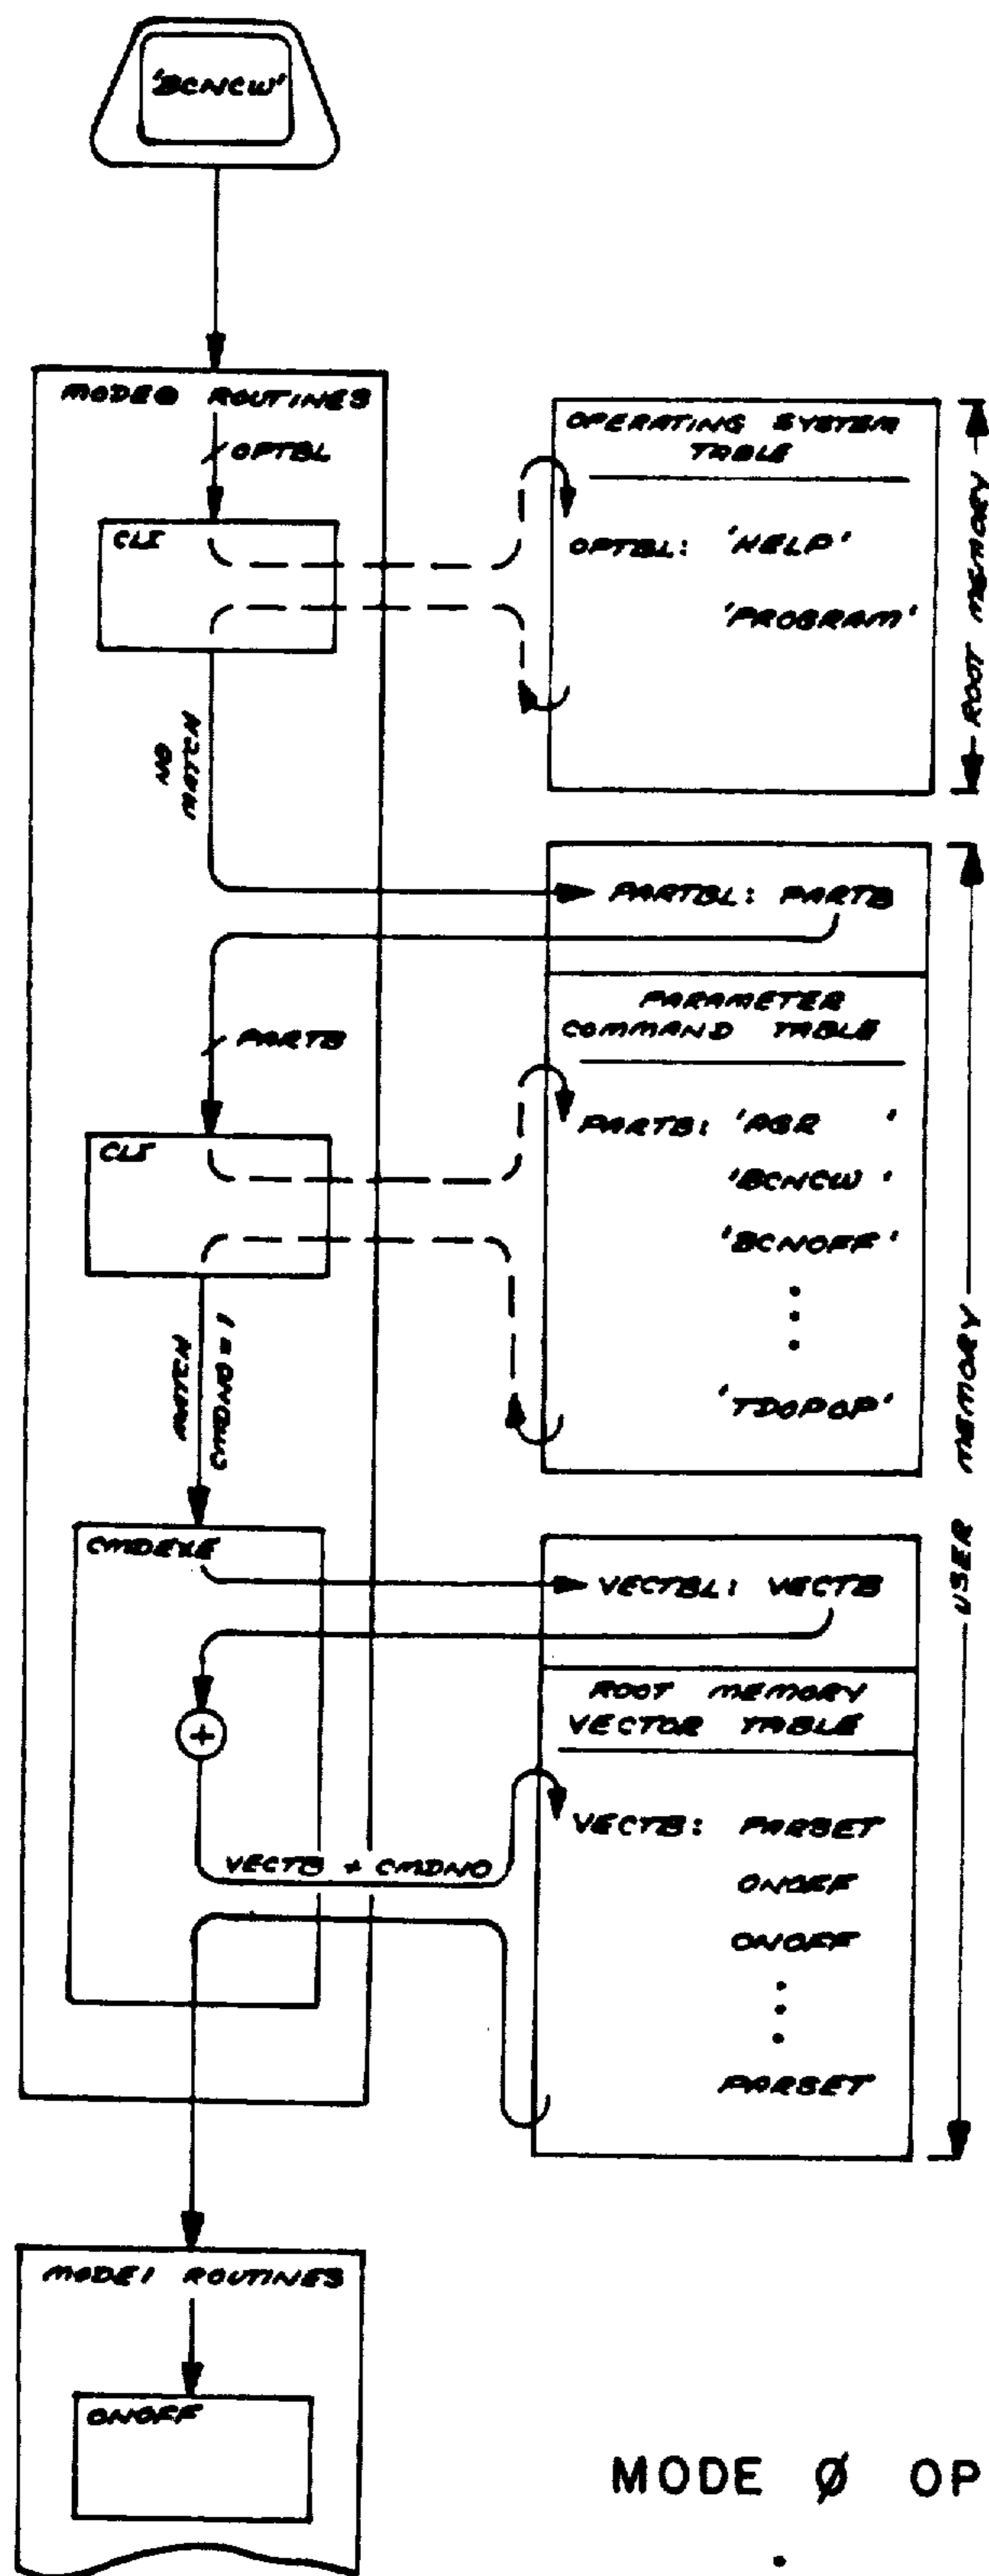 'BCNCW'
MODE0 ROUTINES
OPTBL
CLI
OPERATING SYSTEM
TABLE
OPTBL: 'HELP'
'PROGRAM'
ROOT MEMORY
NO
MATCH
PARTBL: PARTB
PARTB
CLI
PARAMETER
COMMAND TABLE
PARTB: 'AGR '
'BCNCW '
'BCNOFF'
'TDOPOP'
MATCH
CMDNO = 1
USER MEMORY
CMDEXE
VECTBL: VECTB
+
ROOT MEMORY
VECTOR TABLE
VECTB + CMDNO
VECTB: PARSET
ONOFF
ONOFF
PARSET
MODE1 ROUTINES
ONOFF
MODE Ø OP